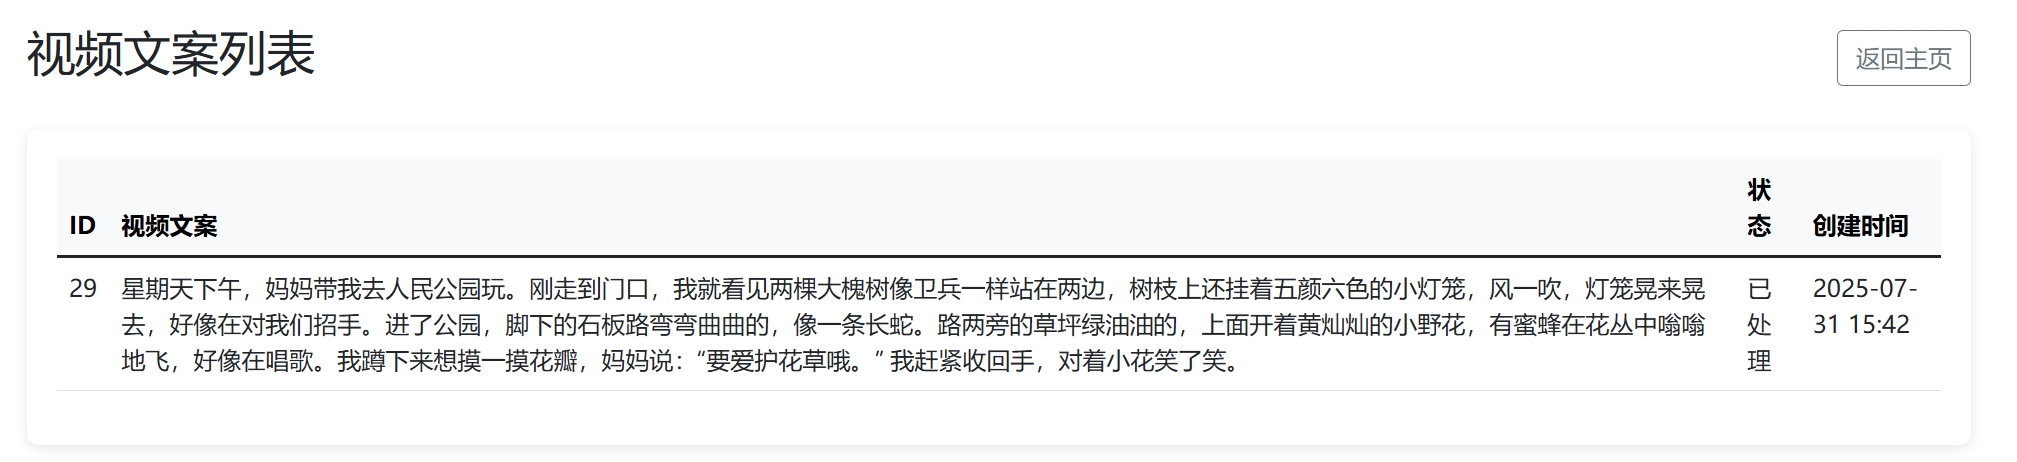 视频文案列表
返回主页
ID 视频文案 状态 创建时间
29 星期天下午，妈妈带我去人民公园玩。刚走到门口，我就看见两棵大槐树像卫兵一样站在两边，树枝上还挂着五颜六色的小灯笼，风一吹，灯笼晃来晃 已 2025-07-
去，好像在对我们招手。进了公园，脚下的石板路弯弯曲曲的，像一条长蛇。路两旁的草坪绿油油的，上面开着黄灿灿的小野花，有蜜蜂在花丛中嗡嗡 处 31 15:42
地飞，好像在唱歌。我蹲下来想摸一摸花瓣，妈妈说：“要爱护花草哦。” 我赶紧收回手，对着小花笑了笑。 理